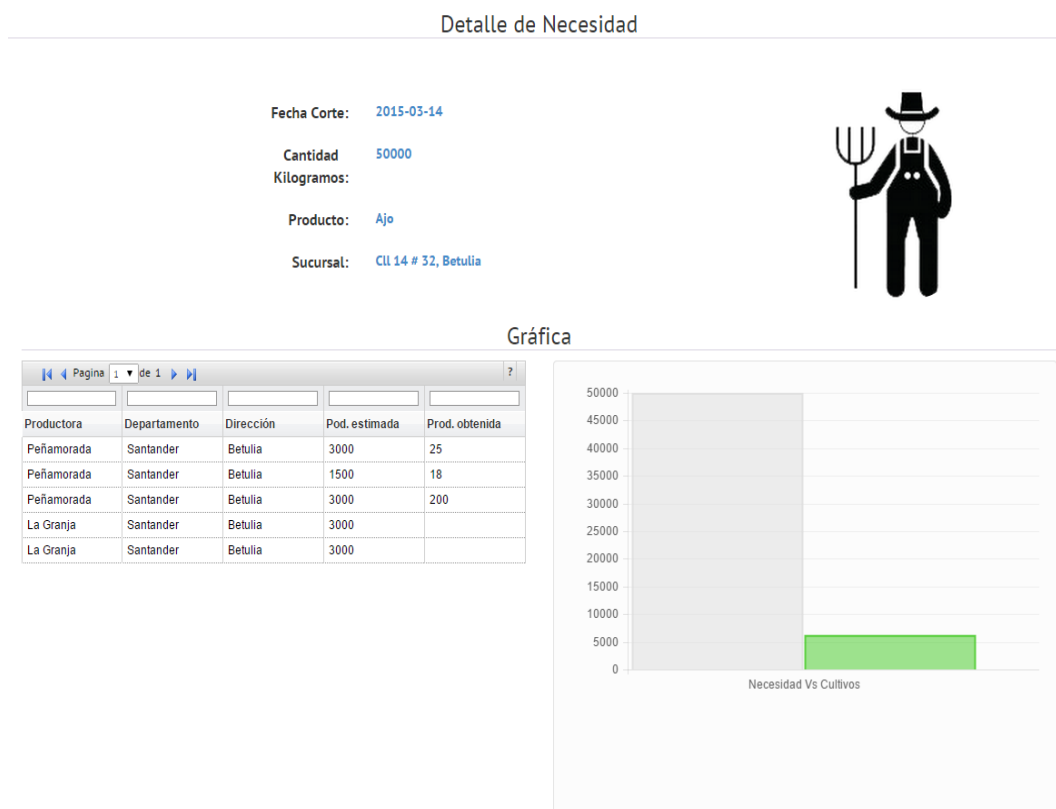 Detalle de Necesidad
Fecha Corte: 2015-03-14
Cantidad Kilogramos: 50000
Producto: Ajo
Sucursal: Cll 14 # 32, Betulia
Gráfica
Pagina 1 de 1 ?
Productora Departamento Dirección Pod. estimada Prod. obtenida
Peñamorada Santander Betulia 3000 25
Peñamorada Santander Betulia 1500 18
Peñamorada Santander Betulia 3000 200
La Granja Santander Betulia 3000
La Granja Santander Betulia 3000
50000
45000
40000
35000
30000
25000
20000
15000
10000
5000
0
Necesidad Vs Cultivos